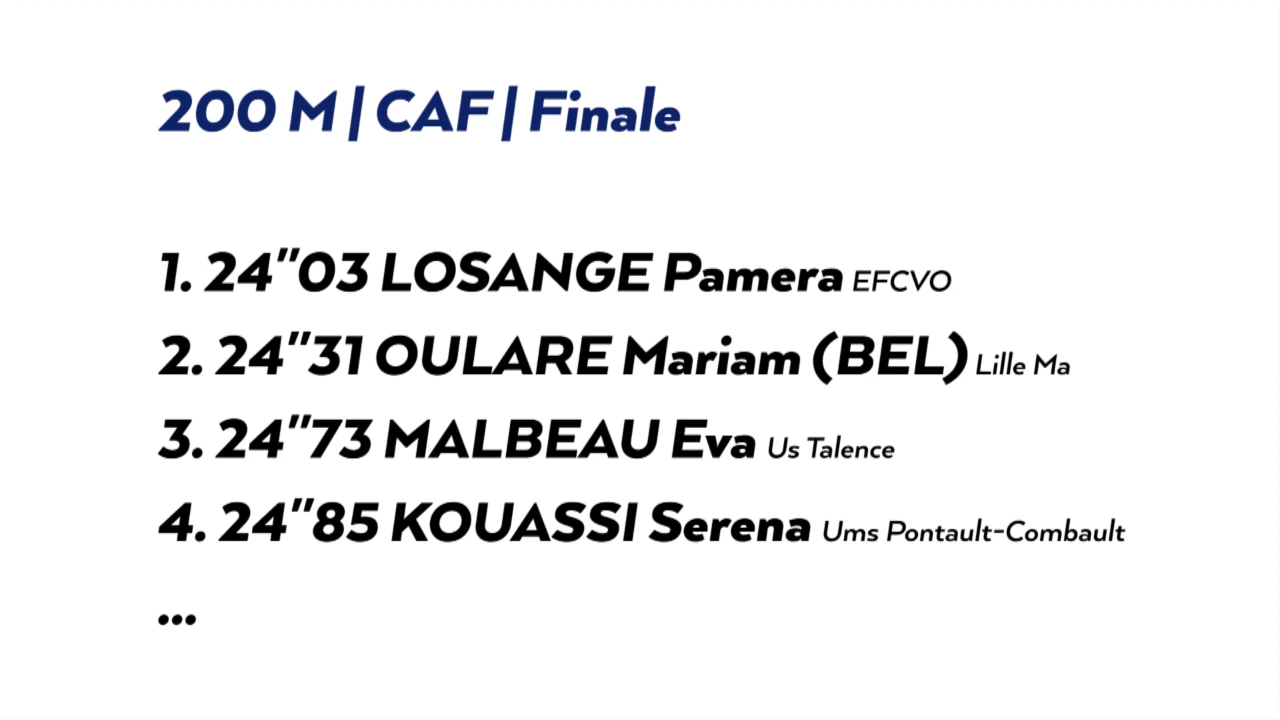 200 M | CAF | Finale
1. 24"03 LOSANGE Pamera EFCVO
2. 24"31 OULARE Mariam (BEL) Lille Ma
3. 24"73 MALBEAU Eva Us Talence
4. 24"85 KOUASSI Serena Ums Pontault-Combault
...